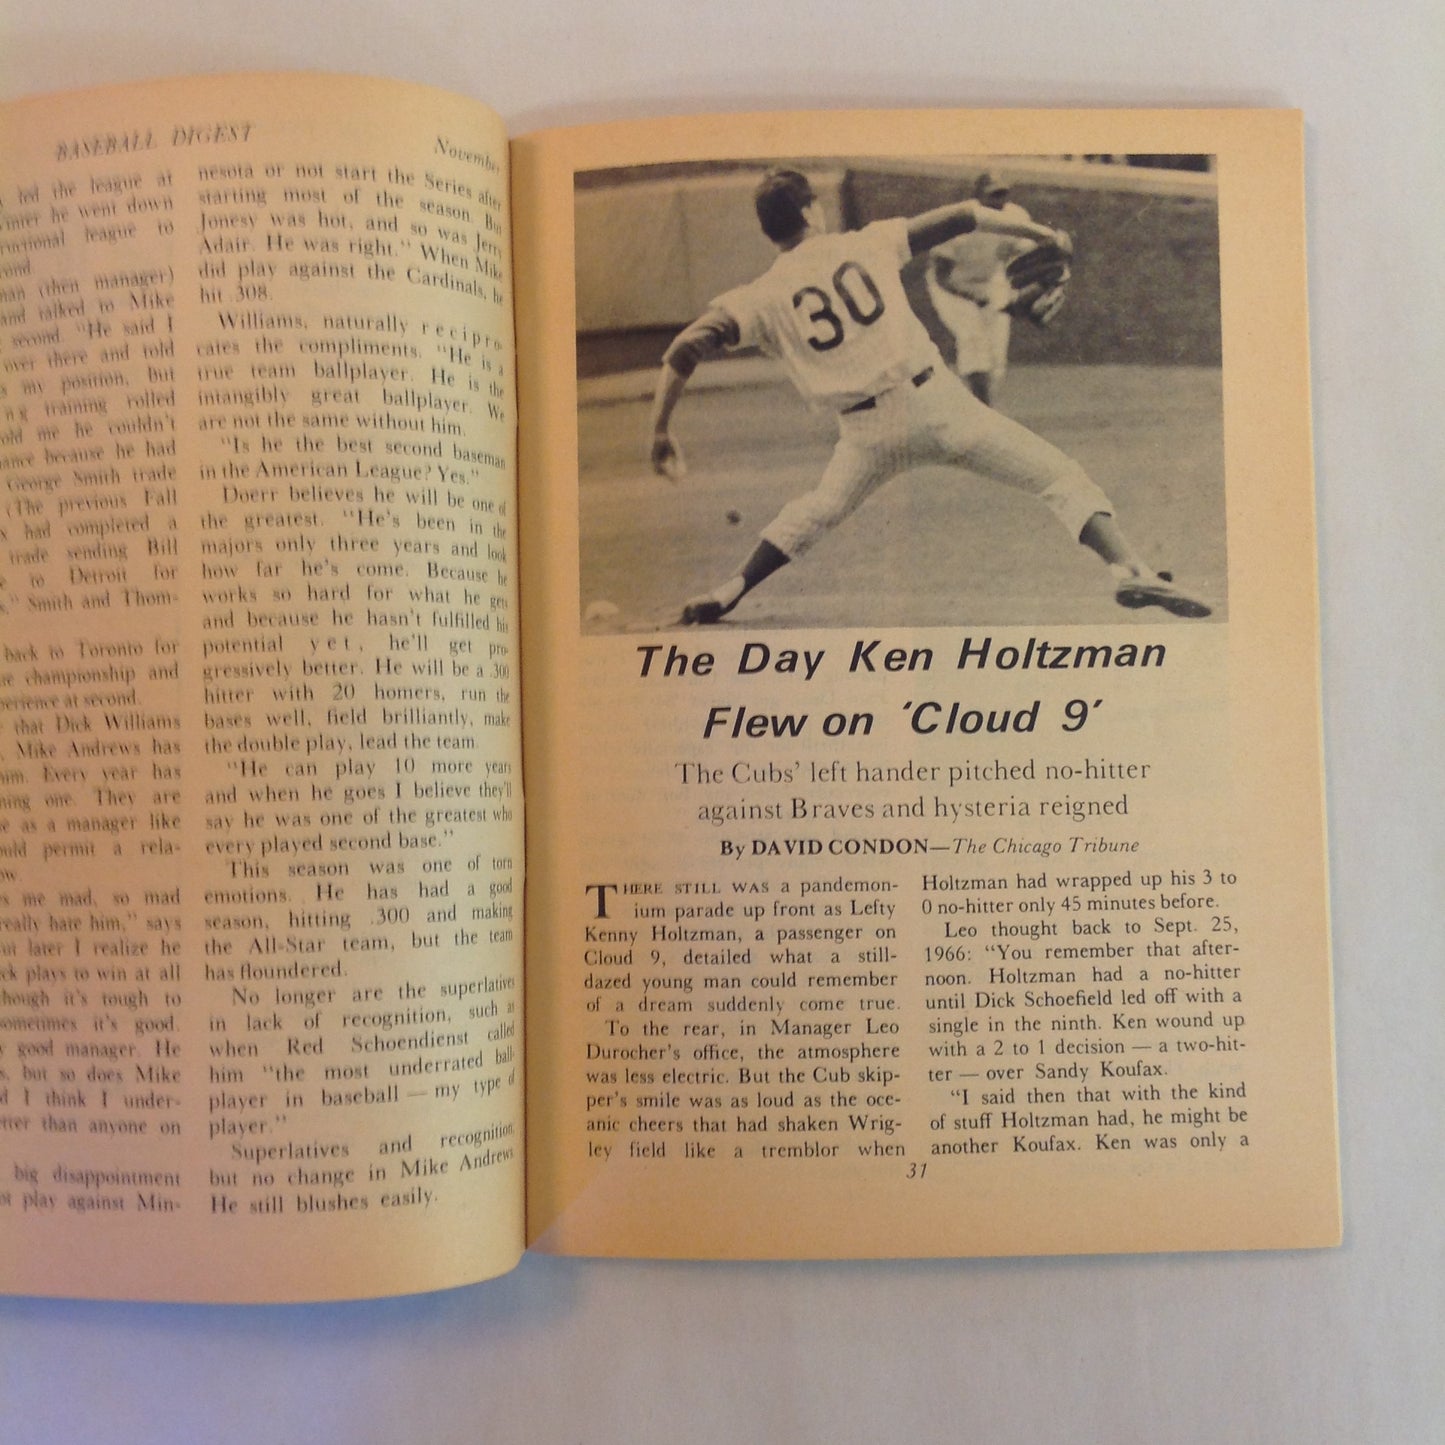 BASEBALL DIGEST
November
led the league at
winter he went down
league to
man (then manager)
and talked to Mike
second. "He said I
over there and told
my position, but
training rolled
told me he couldn't
because he had
George Smith trade
(The previous Fall
had completed a
trade sending Bill
to Detroit for
Smith and Thom-
back to Toronto for
championship and
experience at second.
that Dick Williams
Mike Andrews has
him. Every year has
one. They are
as a manager like
permit a rela-
me mad, so mad
really hate him," says
but later I realize he
plays to win at all
though it's tough to
sometimes it's good.
good manager. He
but so does Mike
I think I under-
better than anyone on
big disappointment
play against Min-
nesota or not start the Series after
starting most of the season. But
Jonesy was hot, and so was Jerry
Adair. He was right." When Mike
did play against the Cardinals, he
hit .308.
Williams, naturally recipro-
cates the compliments. "He is a
true team ballplayer. He is the
intangibly great ballplayer. We
are not the same without him.
"Is he the best second baseman
in the American League? Yes."
Doerr believes he will be one of
the greatest. "He's been in the
majors only three years and look
how far he's come. Because he
works so hard for what he gets
and because he hasn't fulfilled his
potential yet, he'll get pro-
gressively better. He will be a .300
hitter with 20 homers, run the
bases well, field brilliantly, make
the double play, lead the team.
"He can play 10 more years
and when he goes I believe they'll
say he was one of the greatest who
every played second base."
This season was one of torn
emotions. He has had a good
season, hitting .300 and making
the All-Star team, but the team
has floundered.
No longer are the superlatives
in lack of recognition, such as
when Red Schoendienst called
him "the most underrated ball-
player in baseball — my type of
player."
Superlatives and recognition,
but no change in Mike Andrews
He still blushes easily.
30
The Day Ken Holtzman
Flew on 'Cloud 9'
The Cubs' left hander pitched no-hitter
against Braves and hysteria reigned
By DAVID CONDON—The Chicago Tribune
THERE STILL WAS a pandemon-
ium parade up front as Lefty
Kenny Holtzman, a passenger on
Cloud 9, detailed what a still-
dazed young man could remember
of a dream suddenly come true.
To the rear, in Manager Leo
Durocher's office, the atmosphere
was less electric. But the Cub skip-
per's smile was as loud as the oce-
anic cheers that had shaken Wrig-
ley field like a tremblor when
Holtzman had wrapped up his 3 to
0 no-hitter only 45 minutes before.
Leo thought back to Sept. 25,
1966: "You remember that after-
noon. Holtzman had a no-hitter
until Dick Schoefield led off with a
single in the ninth. Ken wound up
with a 2 to 1 decision — a two-hit-
ter — over Sandy Koufax.
"I said then that with the kind
of stuff Holtzman had, he might be
another Koufax. Ken was only a
31